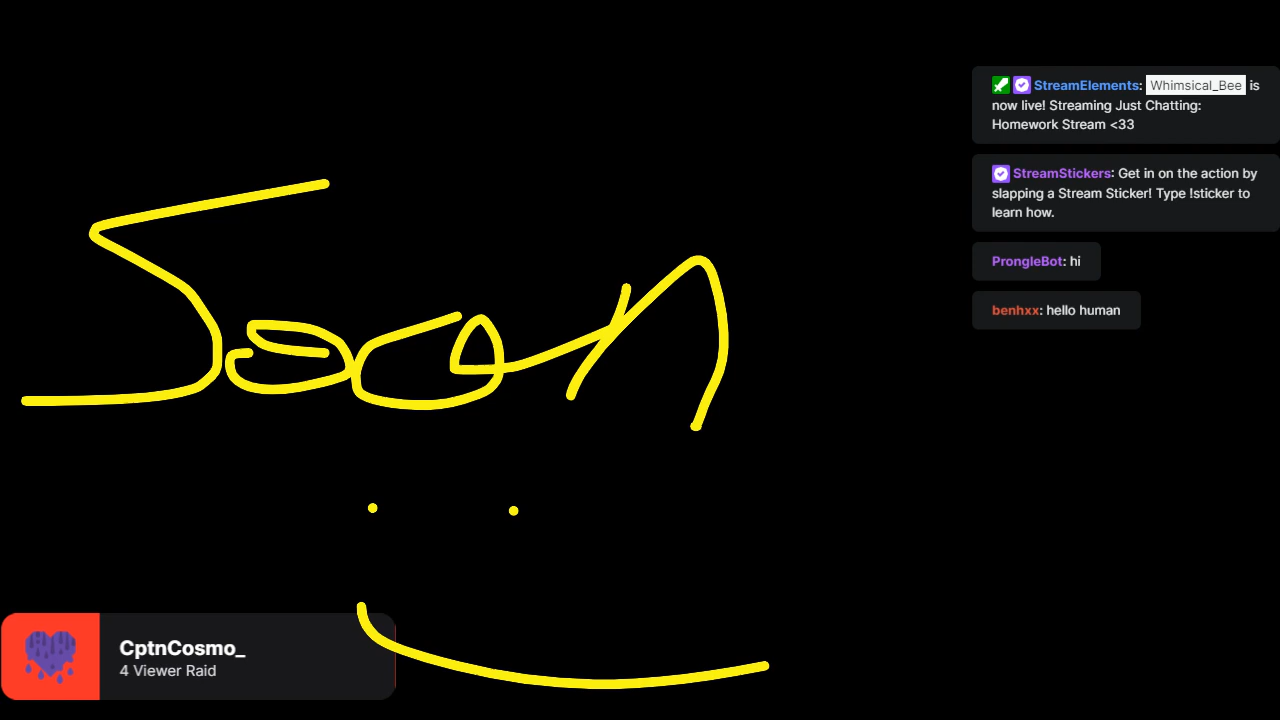 Soon
StreamElements: Whimsical_Bee is
now live! Streaming Just Chatting:
Homework Stream <33
StreamStickers: Get in on the action by
slapping a Stream Sticker! Type !sticker to
learn how.
ProngleBot: hi
benhxx: hello human
CptnCosmo_
4 Viewer Raid